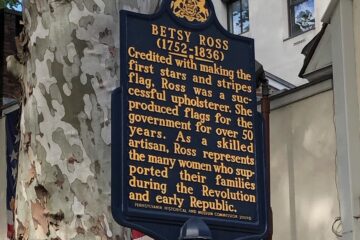 BETSY ROSS
(1752-1836)
Credited with making the
first stars and stripes
flag, Ross was a suc-
cessful upholsterer. She
produced flags for the
government for over 50
years. As a skilled
artisan, Ross represents
the many women who sup-
ported their families
during the Revolution
and early Republic.
PENNSYLVANIA HISTORICAL AND MUSEUM COMMISSION